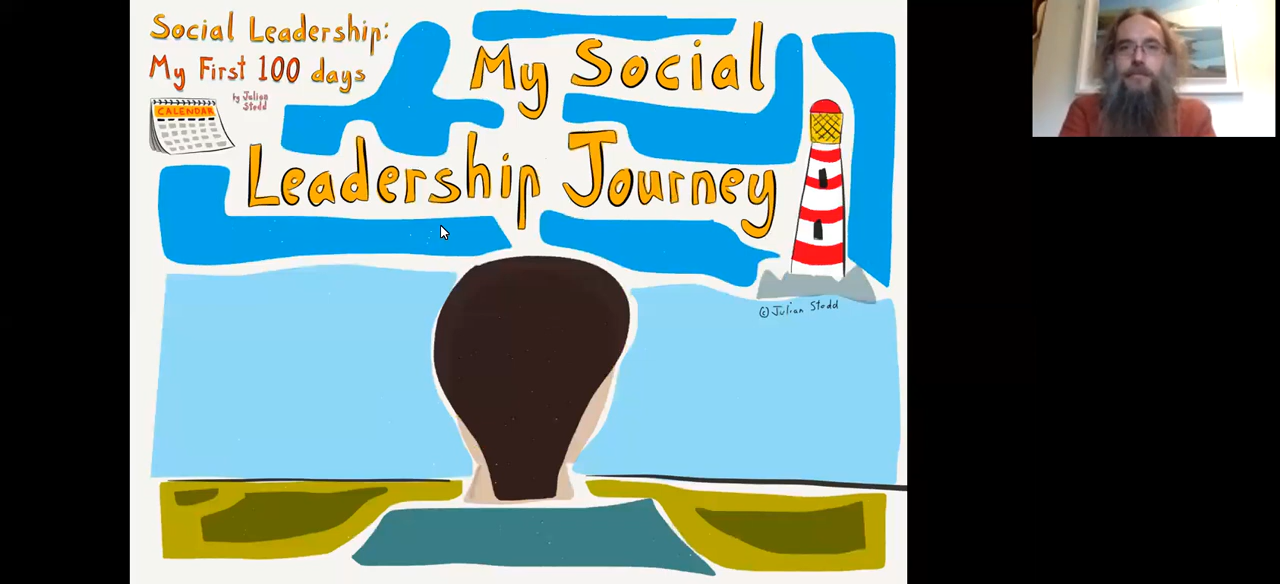 Social Leadership:
My First 100 days
by Julian
Stodd
CALENDAR
My Social
Leadership Journey
© Julian Stodd